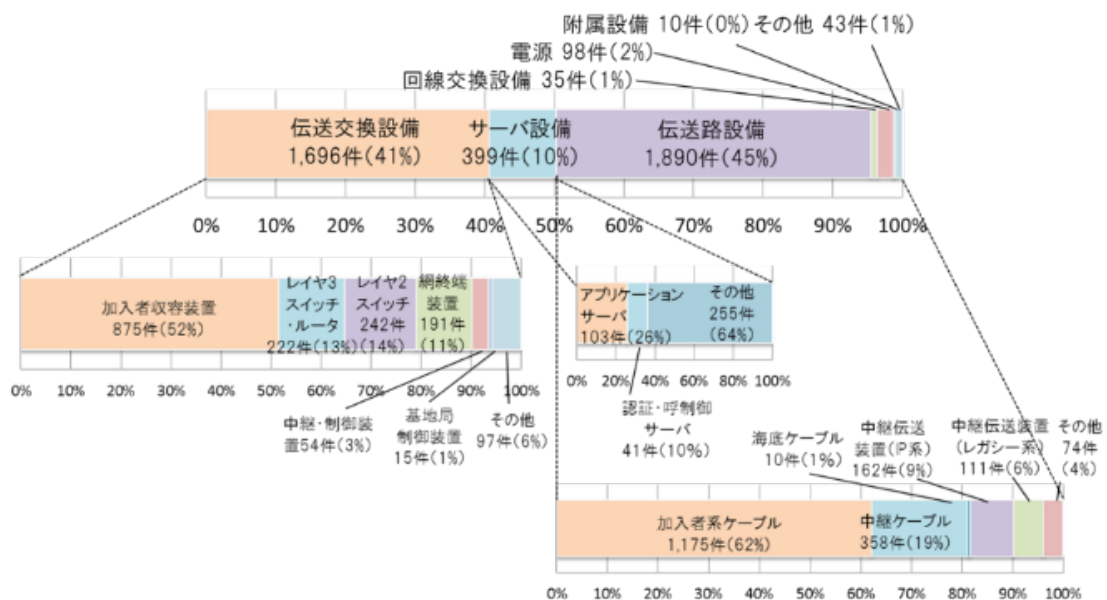 附属設備 10件(0%) その他 43件(1%)
電源 98件(2%)
回線交換設備 35件(1%)
伝送交換設備
1,696件(41%)
サーバ設備
399件(10%)
伝送路設備
1,890件(45%)
0% 10% 20% 30% 40% 50% 60% 70% 80% 90% 100%
加入者収容装置
875件(52%)
レイヤ3
スイッチ
・ルータ
222件(13%)
レイヤ2
スイッチ
242件
(14%)
網終端
装置
191件
(11%)
0% 10% 20% 30% 40% 50% 60% 70% 80% 90% 100%
中継・制御装
置54件(3%)
基地局
制御装置
15件(1%)
その他
97件(6%)
アプリケーション
サーバ
103件(26%)
その他
255件
(64%)
0% 20% 40% 60% 80% 100%
認証・呼制御
サーバ
41件(10%)
海底ケーブル
10件(1%)
中継伝送
装置(IP系)
162件(9%)
中継伝送装置
(レガシー系)
111件(6%)
その他
74件
(4%)
加入者系ケーブル
1,175件(62%)
中継ケーブル
358件(19%)
0% 10% 20% 30% 40% 50% 60% 70% 80% 90% 100%